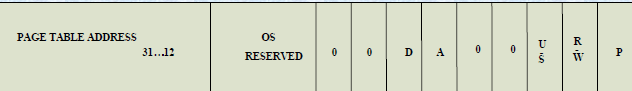 PAGE TABLE ADDRESS
31...12
OS
RESERVED
0
0
D
A
0
0
U
S̄
R
W̄
P